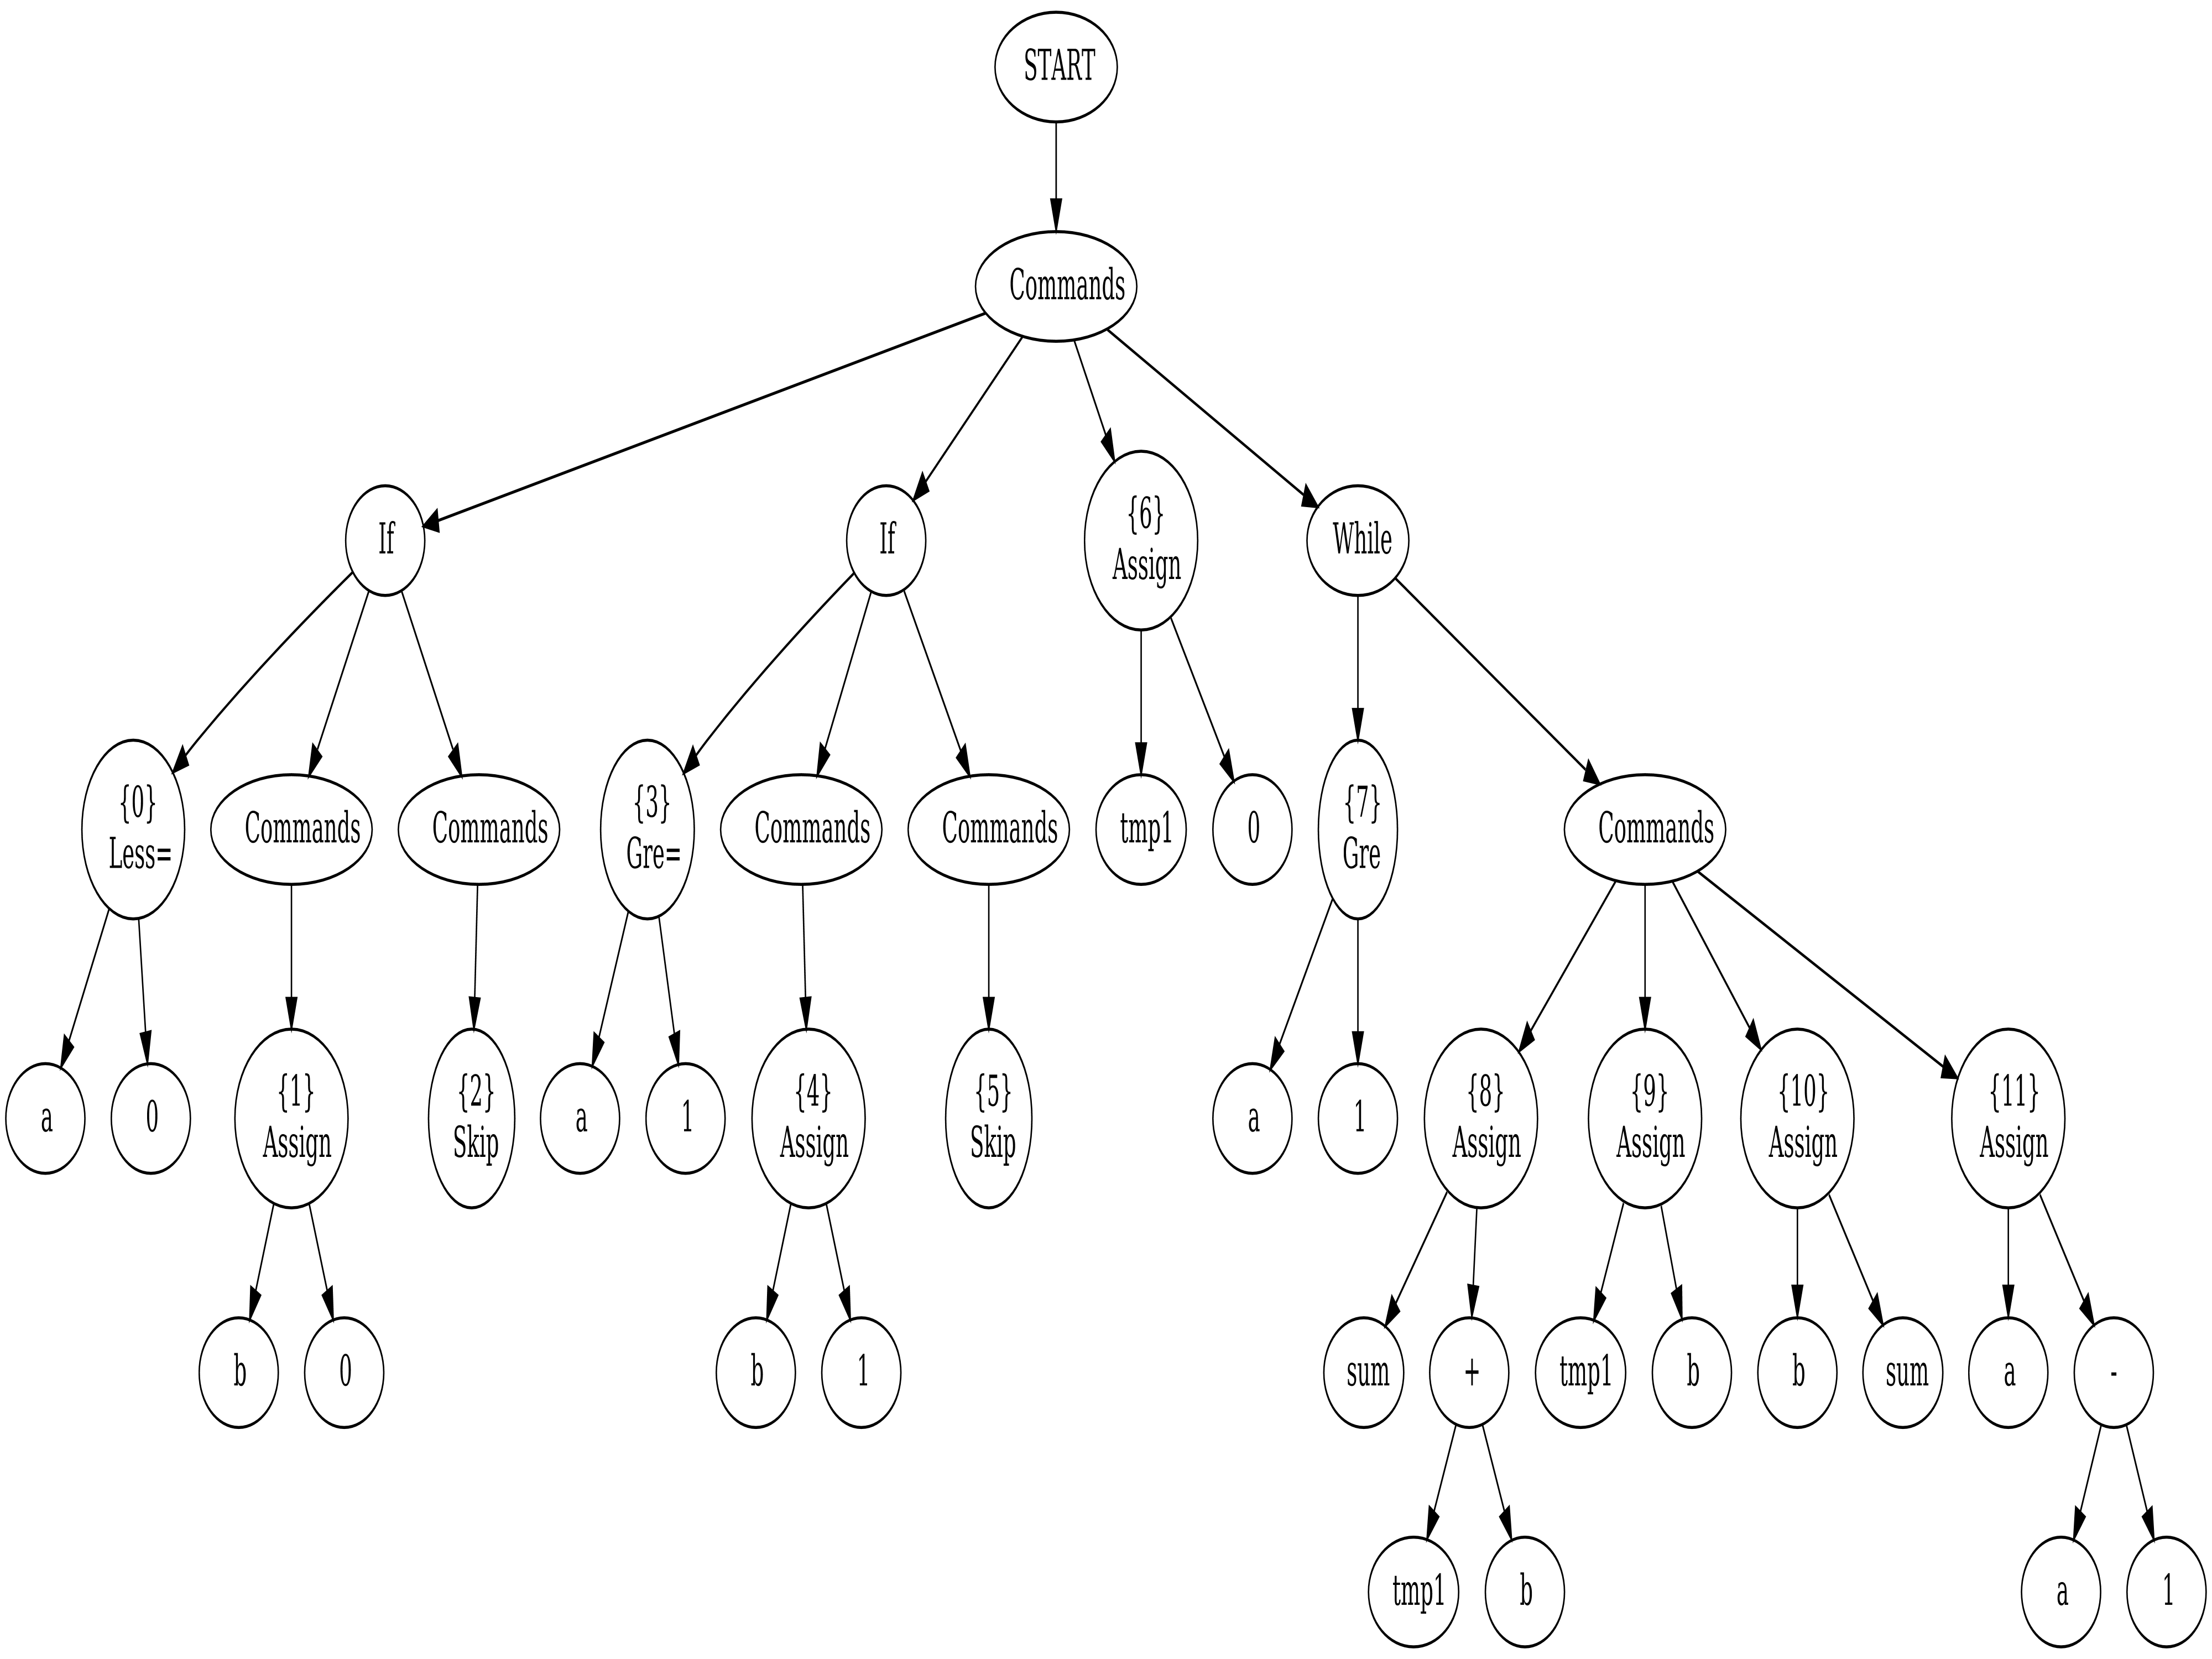 START
Commands
If
If
{6}
Assign
While
{0}
Less=
Commands
Commands
{3}
Gre=
Commands
Commands
tmp1
0
{7}
Gre
Commands
a
0
{1}
Assign
{2}
Skip
a
1
{4}
Assign
{5}
Skip
a
1
{8}
Assign
{9}
Assign
{10}
Assign
{11}
Assign
b
0
b
1
sum
+
tmp1
b
b
sum
a
-
tmp1
b
a
1